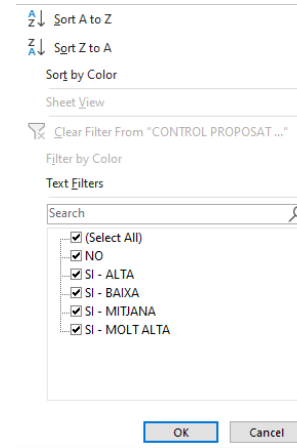 Sort A to Z
Sort Z to A
Sort by Color
Sheet View
Clear Filter From "CONTROL PROPOSAT ..."
Filter by Color
Text Filters
Search
(Select All)
NO
SI - ALTA
SI - BAIXA
SI - MITJANA
SI - MOLT ALTA
OK Cancel